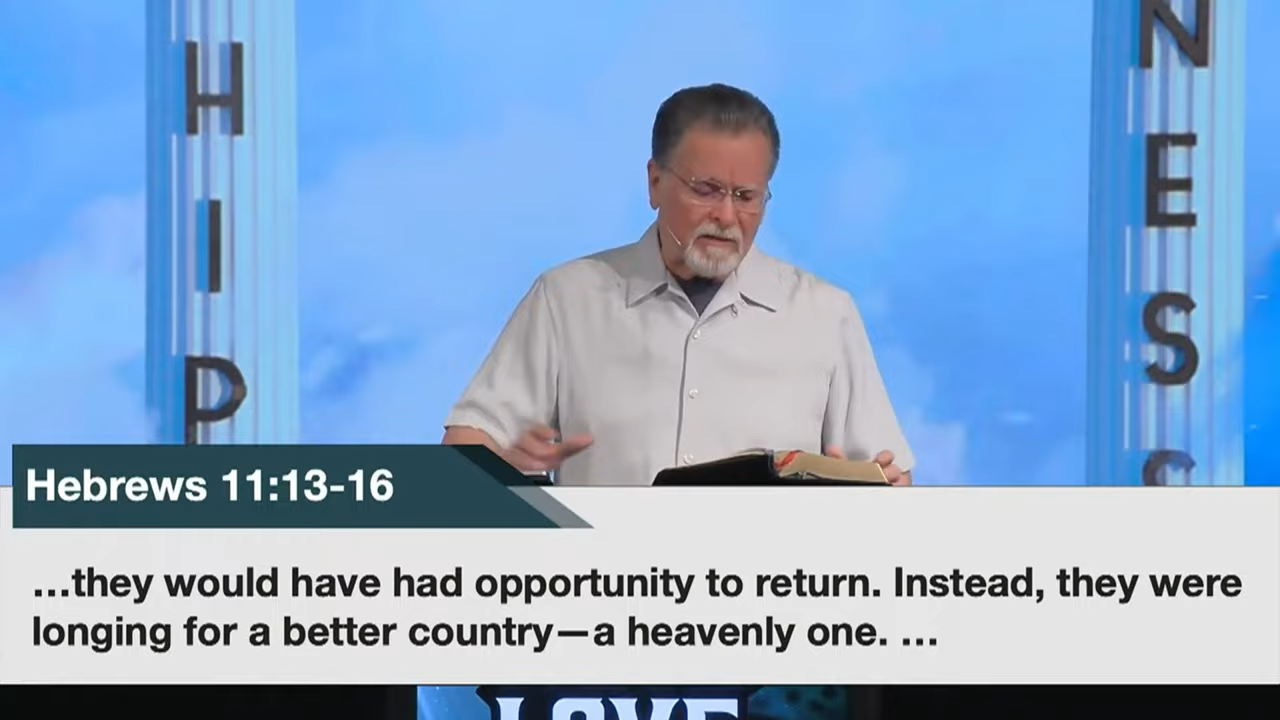 H
I
P
N
E
S
S
Hebrews 11:13-16
…they would have had opportunity to return. Instead, they were
longing for a better country—a heavenly one. …
LOVE